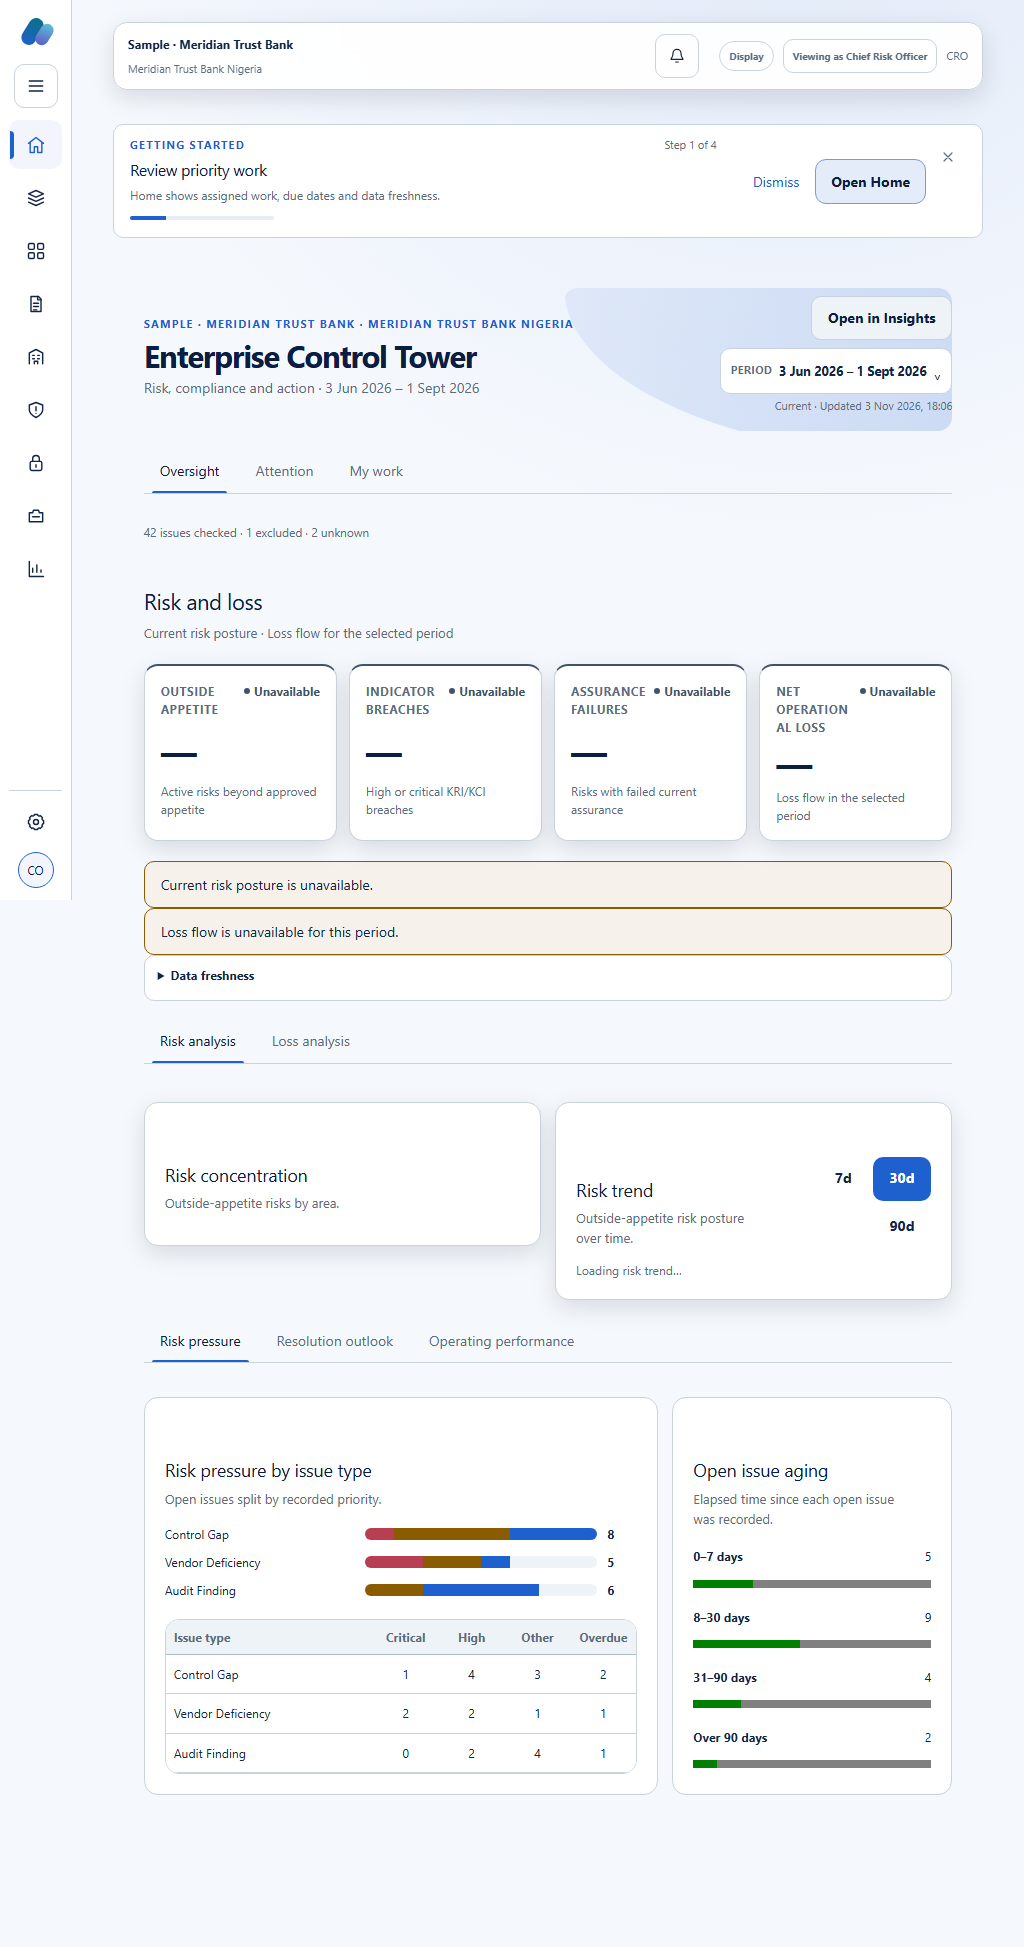 Sample · Meridian Trust Bank
Meridian Trust Bank Nigeria
Display
Viewing as Chief Risk Officer
CRO
GETTING STARTED
Step 1 of 4
Review priority work
Home shows assigned work, due dates and data freshness.
Dismiss
Open Home
SAMPLE · MERIDIAN TRUST BANK · MERIDIAN TRUST BANK NIGERIA
Enterprise Control Tower
Risk, compliance and action · 3 Jun 2026 – 1 Sept 2026
Open in Insights
PERIOD 3 Jun 2026 – 1 Sept 2026 v
Current · Updated 3 Nov 2026, 18:06
Oversight
Attention
My work
42 issues checked · 1 excluded · 2 unknown
Risk and loss
Current risk posture · Loss flow for the selected period
OUTSIDE
APPETITE
Unavailable
—
Active risks beyond approved
appetite
INDICATOR
BREACHES
Unavailable
—
High or critical KRI/KCI
breaches
ASSURANCE
FAILURES
Unavailable
—
Risks with failed current
assurance
NET
OPERATION
AL LOSS
Unavailable
—
Loss flow in the selected
period
Current risk posture is unavailable.
Loss flow is unavailable for this period.
Data freshness
Risk analysis
Loss analysis
Risk concentration
Outside-appetite risks by area.
Risk trend
Outside-appetite risk posture
over time.
7d
30d
90d
Loading risk trend...
Risk pressure
Resolution outlook
Operating performance
Risk pressure by issue type
Open issues split by recorded priority.
Control Gap 8
Vendor Deficiency 5
Audit Finding 6
Issue type Critical High Other Overdue
Control Gap 1 4 3 2
Vendor Deficiency 2 2 1 1
Audit Finding 0 2 4 1
Open issue aging
Elapsed time since each open issue
was recorded.
0–7 days 5
8–30 days 9
31–90 days 4
Over 90 days 2
CO